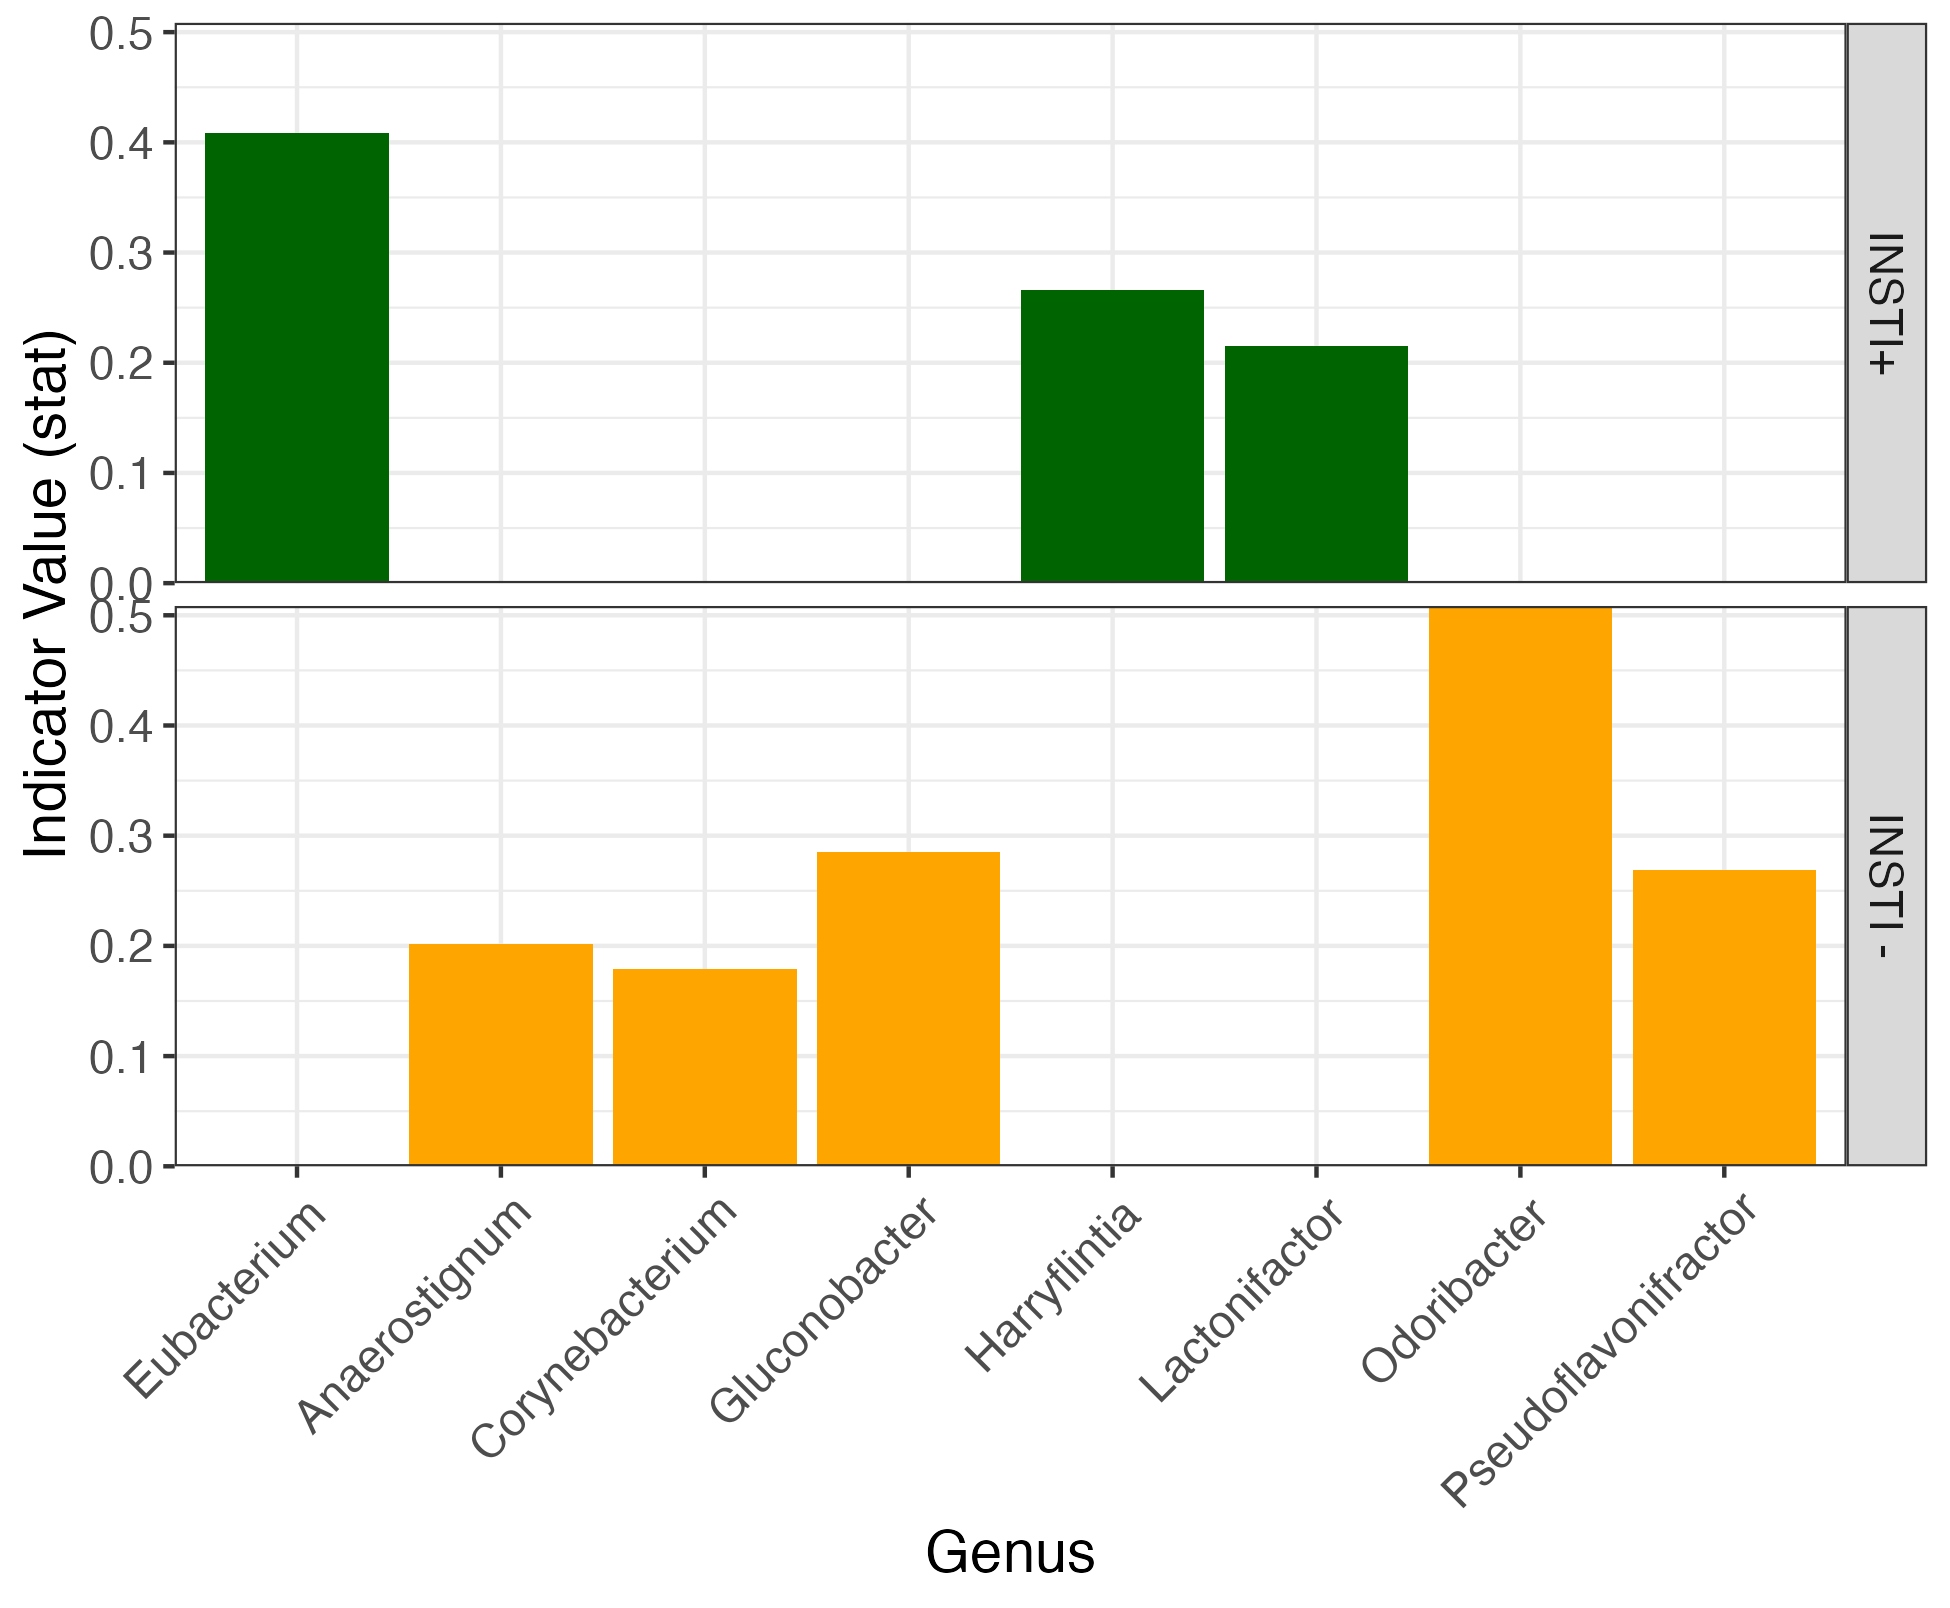 Indicator Value (stat)
0.5
0.4
0.3
0.2
0.1
0.0
INSTI+
0.5
0.4
0.3
0.2
0.1
0.0
INSTI -
Eubacterium
Anaerostignum
Corynebacterium
Gluconobacter
Harryflintia
Lactonifactor
Odoribacter
Pseudoflavonifractor
Genus